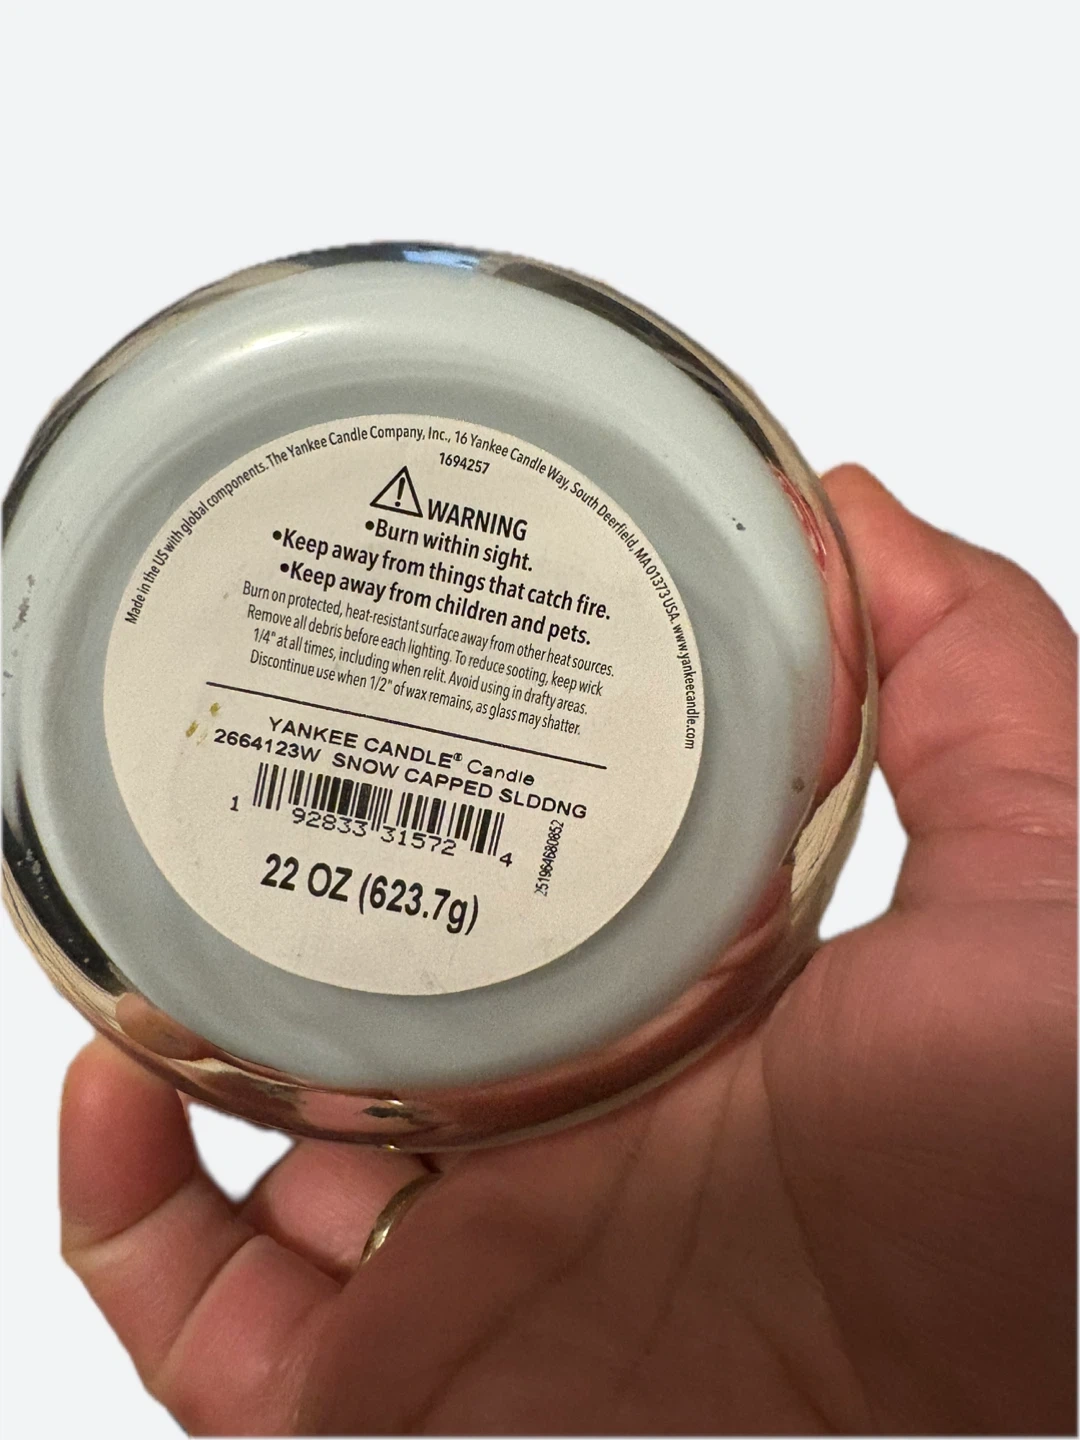 Made in the US with global components. The Yankee Candle Company, Inc., 16 Yankee Candle Way, South Deerfield, MA 01373 USA. www.yankeecandle.com
1694257
WARNING
•Burn within sight.
•Keep away from things that catch fire.
•Keep away from children and pets.
Burn on protected, heat-resistant surface away from other heat sources.
Remove all debris before each lighting. To reduce sooting, keep wick
1/4" at all times, including when relit. Avoid using in drafty areas.
Discontinue use when 1/2" of wax remains, as glass may shatter.
YANKEE CANDLE® Candle
2664123W SNOW CAPPED SLDDNG
1 92833 31572 4
251964680852
22 OZ (623.7g)